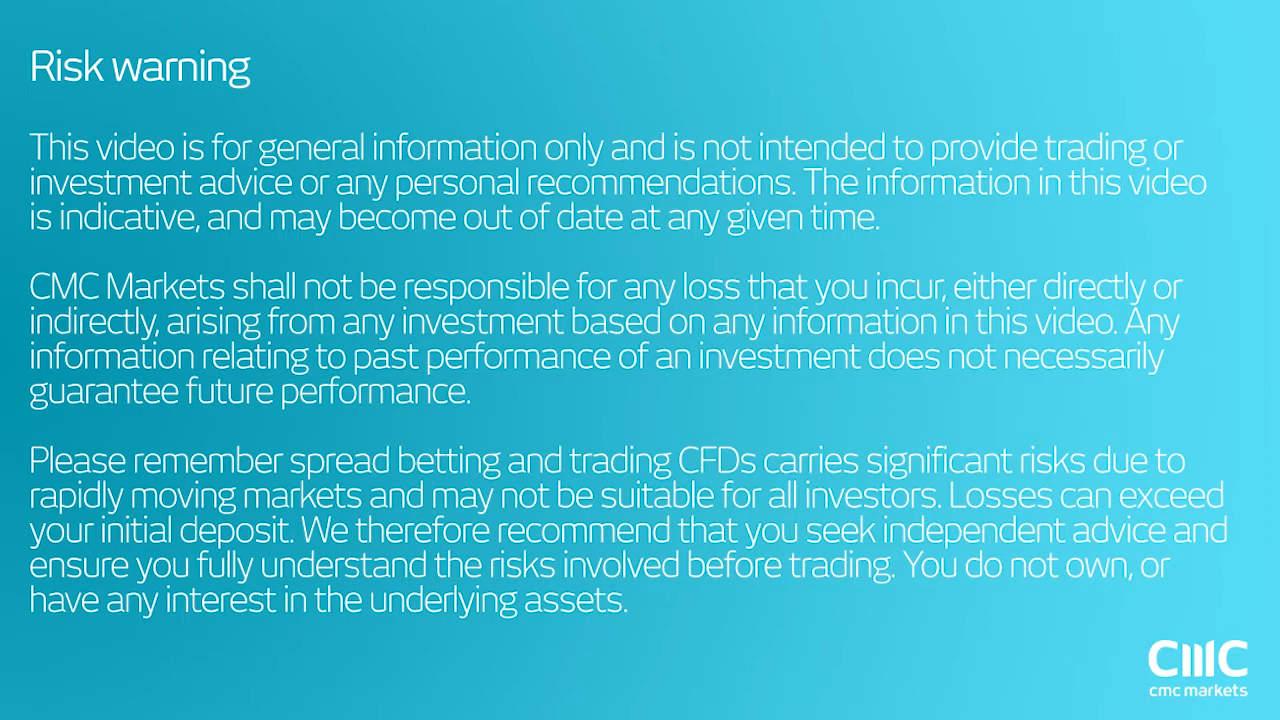 Risk warning
This video is for general information only and is not intended to provide trading or
investment advice or any personal recommendations. The information in this video
is indicative, and may become out of date at any given time.
CMC Markets shall not be responsible for any loss that you incur, either directly or
indirectly, arising from any investment based on any information in this video. Any
information relating to past performance of an investment does not necessarily
guarantee future performance.
Please remember spread betting and trading CFDs carries significant risks due to
rapidly moving markets and may not be suitable for all investors. Losses can exceed
your initial deposit. We therefore recommend that you seek independent advice and
ensure you fully understand the risks involved before trading. You do not own, or
have any interest in the underlying assets.
CMC
cmc markets